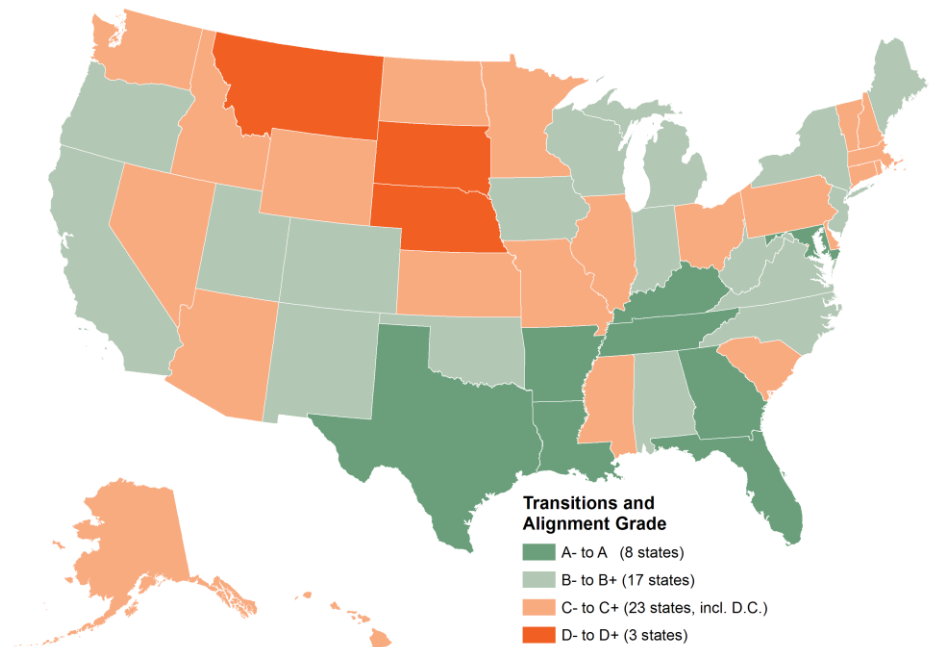 Transitions and
Alignment Grade
A- to A (8 states)
B- to B+ (17 states)
C- to C+ (23 states, incl. D.C.)
D- to D+ (3 states)